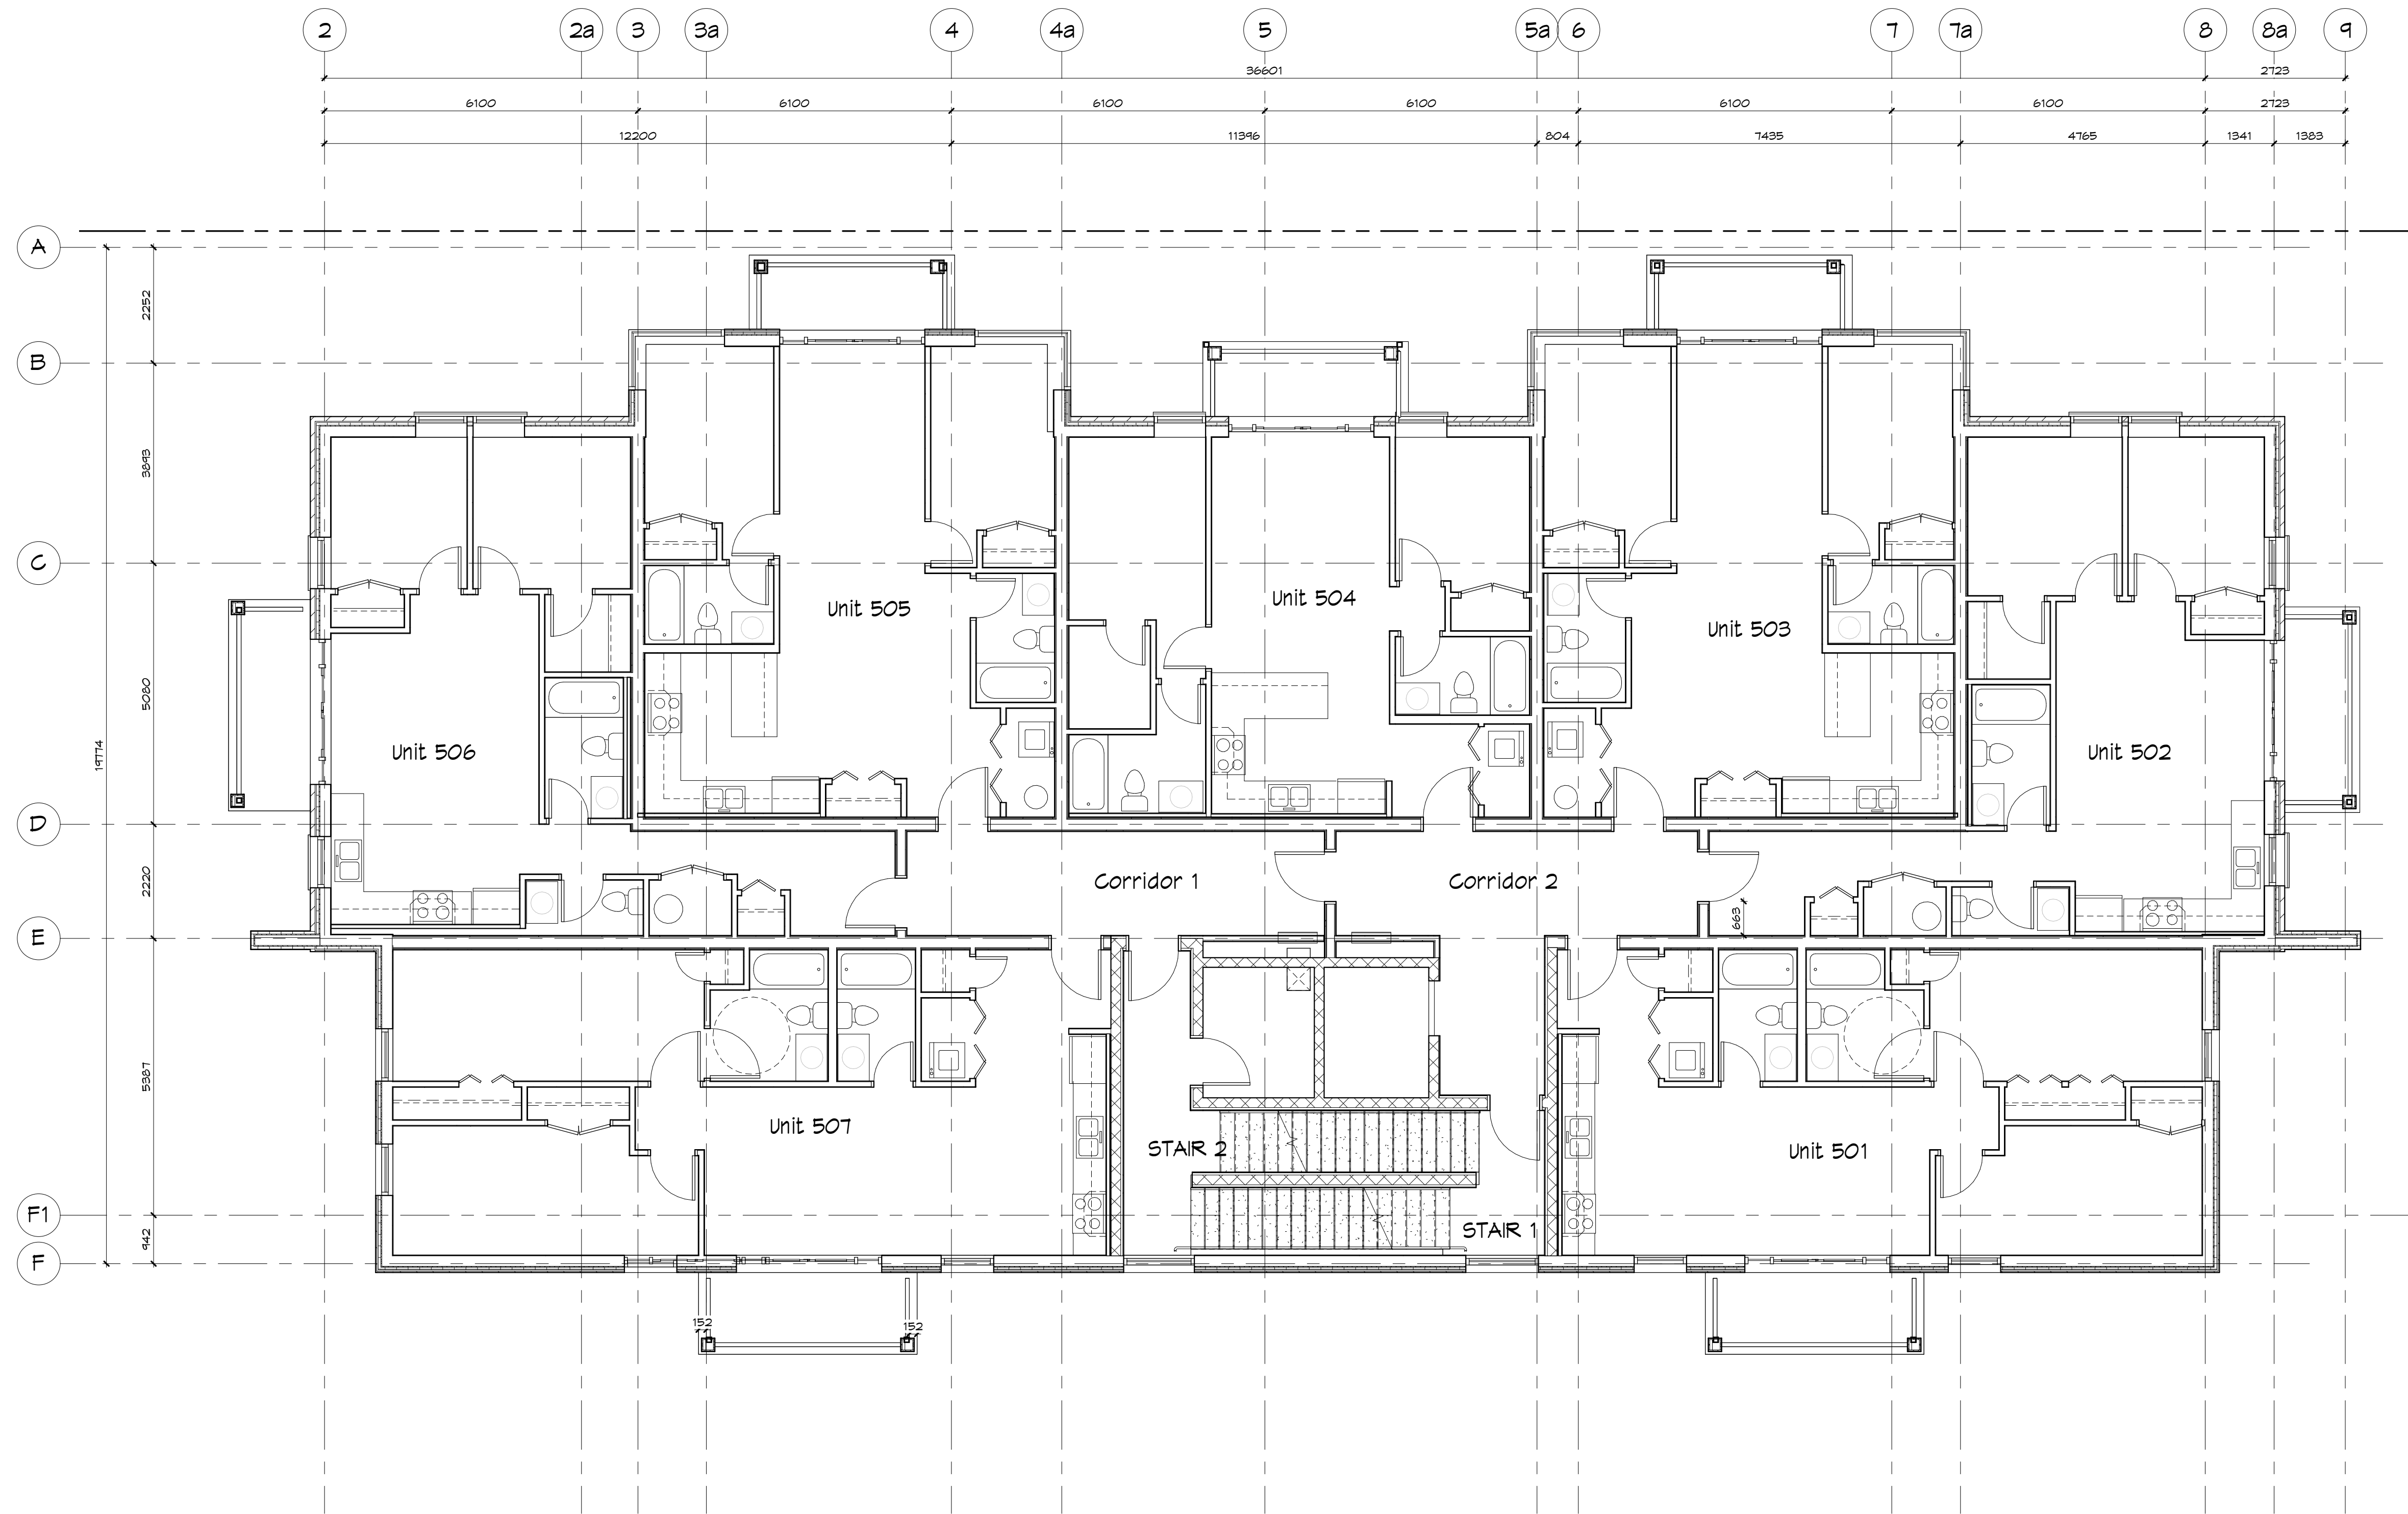 2 2a 3 3a 4 4a 5 5a 6 7 7a 8 8a 9
36601 2723
6100 6100 6100 6100 6100 6100 2723
12200 11396 804 7435 4765 1341 1383
A
2252
B
3893
C
Unit 504
Unit 505
Unit 503
5080
19774
Unit 506
Unit 502
D
2220
Corridor 1
Corridor 2
663
E
5387
Unit 507
STAIR 2
Unit 501
F1
STAIR 1
942
F
152 152